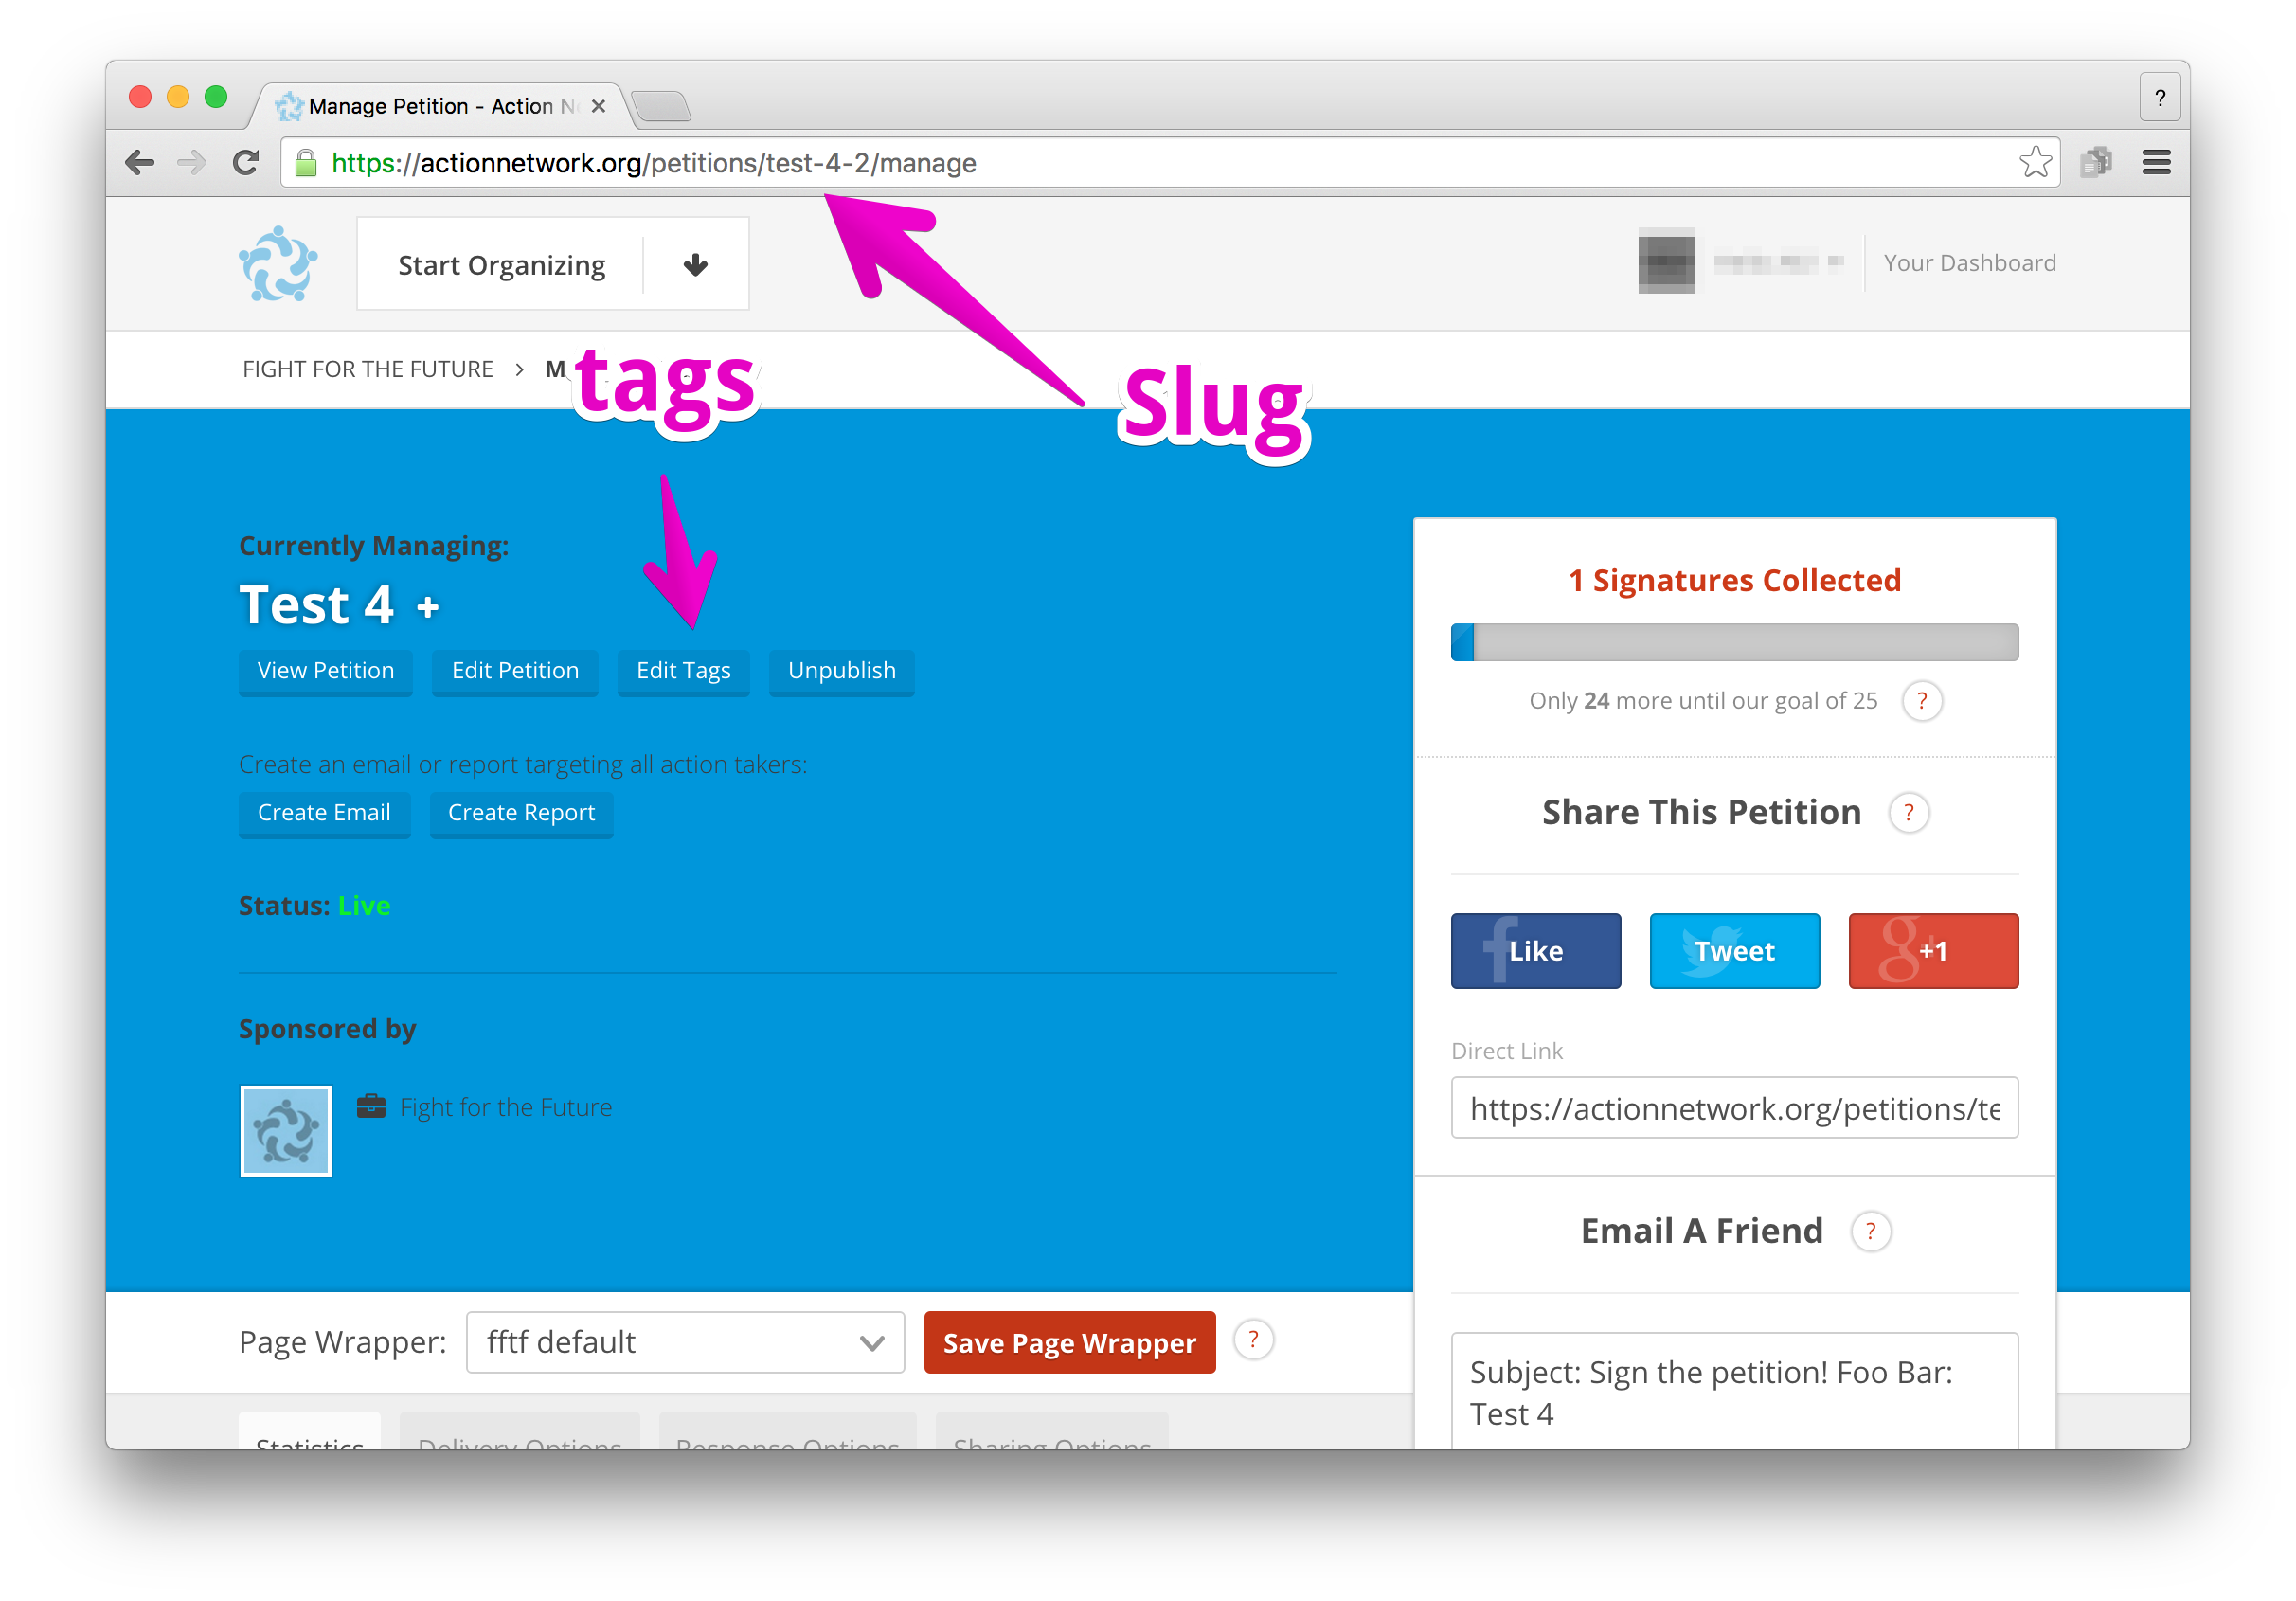 Manage Petition - Action N
?
https://actionnetwork.org/petitions/test-4-2/manage
Start Organizing
Your Dashboard
FIGHT FOR THE FUTURE > M
tags
Slug
Currently Managing:
Test 4 +
View Petition
Edit Petition
Edit Tags
Unpublish
Create an email or report targeting all action takers:
Create Email
Create Report
Status: Live
Sponsored by
Fight for the Future
1 Signatures Collected
Only 24 more until our goal of 25 ?
Share This Petition ?
Like
Tweet
+1
Direct Link
https://actionnetwork.org/petitions/te
Email A Friend ?
Subject: Sign the petition! Foo Bar:
Test 4
Page Wrapper: fftf default
Save Page Wrapper ?
Statistics
Delivery Options
Response Options
Sharing Options